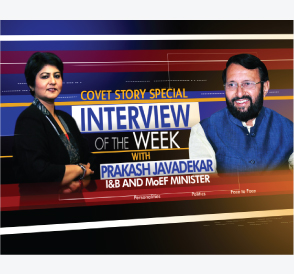 COVET STORY SPECIAL
INTERVIEW
OF THE WEEK
WITH
PRAKASH JAVADEKAR
I&B AND MoEF MINISTER
Personalities Politics Face to Face